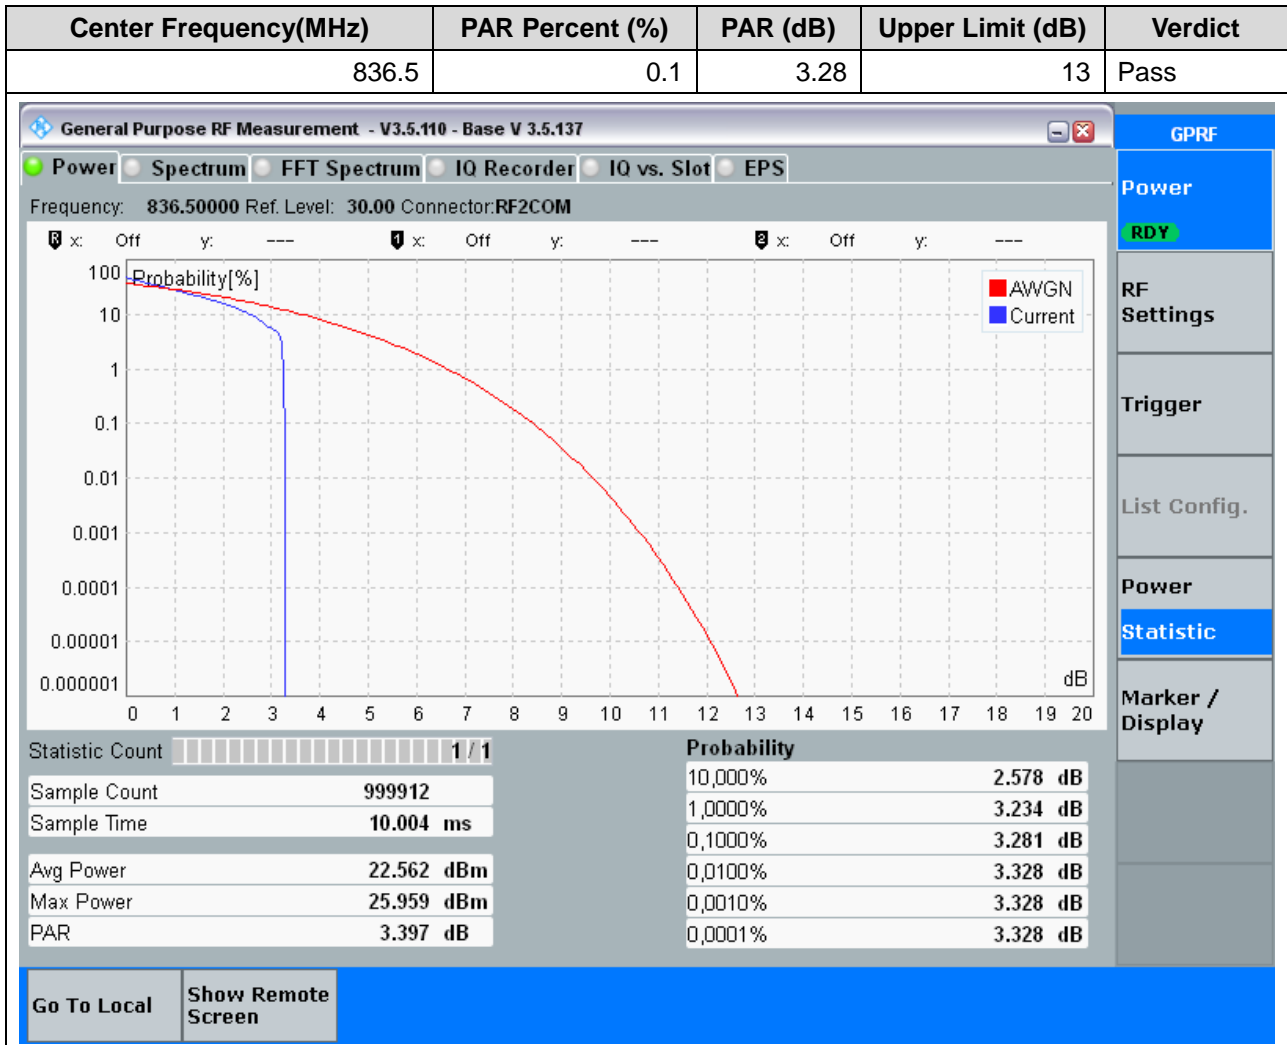 Center Frequency(MHz) PAR Percent (%) PAR (dB) Upper Limit (dB) Verdict
836.5 0.1 3.28 13 Pass
General Purpose RF Measurement - V3.5.110 - Base V 3.5.137
GPRF
Power Spectrum FFT Spectrum IQ Recorder IQ vs. Slot EPS
Frequency: 836.50000 Ref. Level: 30.00 Connector:RF2COM
R x: Off y: --- 1 x: Off y: --- 2 x: Off y: ---
Probability[%]
AWGN
Current
100
10
1
0.1
0.01
0.001
0.0001
0.00001
0.000001
dB
0 1 2 3 4 5 6 7 8 9 10 11 12 13 14 15 16 17 18 19 20
Statistic Count 1 / 1
Sample Count 999912
Sample Time 10.004 ms
Avg Power 22.562 dBm
Max Power 25.959 dBm
PAR 3.397 dB
Probability
10,000% 2.578 dB
1,0000% 3.234 dB
0,1000% 3.281 dB
0,0100% 3.328 dB
0,0010% 3.328 dB
0,0001% 3.328 dB
Power
RDY
RF
Settings
Trigger
List Config.
Power
Statistic
Marker /
Display
Go To Local
Show Remote
Screen